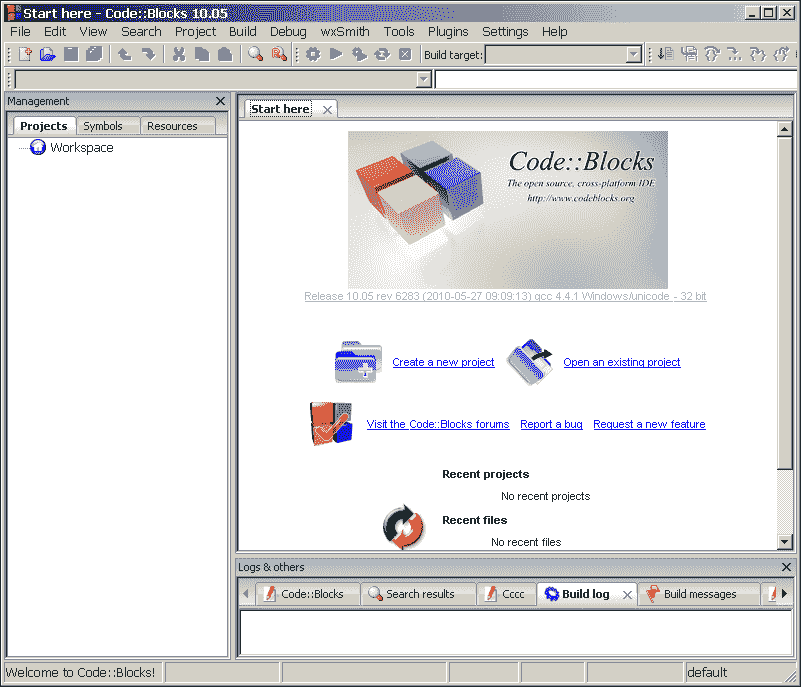 Start here - Code::Blocks 10.05
File Edit View Search Project Build Debug wxSmith Tools Plugins Settings Help
Build target:
Management
Projects Symbols Resources
Workspace
Start here
Code::Blocks
The open source, cross-platform IDE
http://www.codeblocks.org
Release 10.05 rev 6283 (2010-05-27 09:09:13) gcc 4.4.1 Windows/unicode - 32 bit
Create a new project Open an existing project
Visit the Code::Blocks forums Report a bug Request a new feature
Recent projects
No recent projects
Recent files
No recent files
Logs & others
Code::Blocks Search results Cccc Build log Build messages
Welcome to Code::Blocks! default